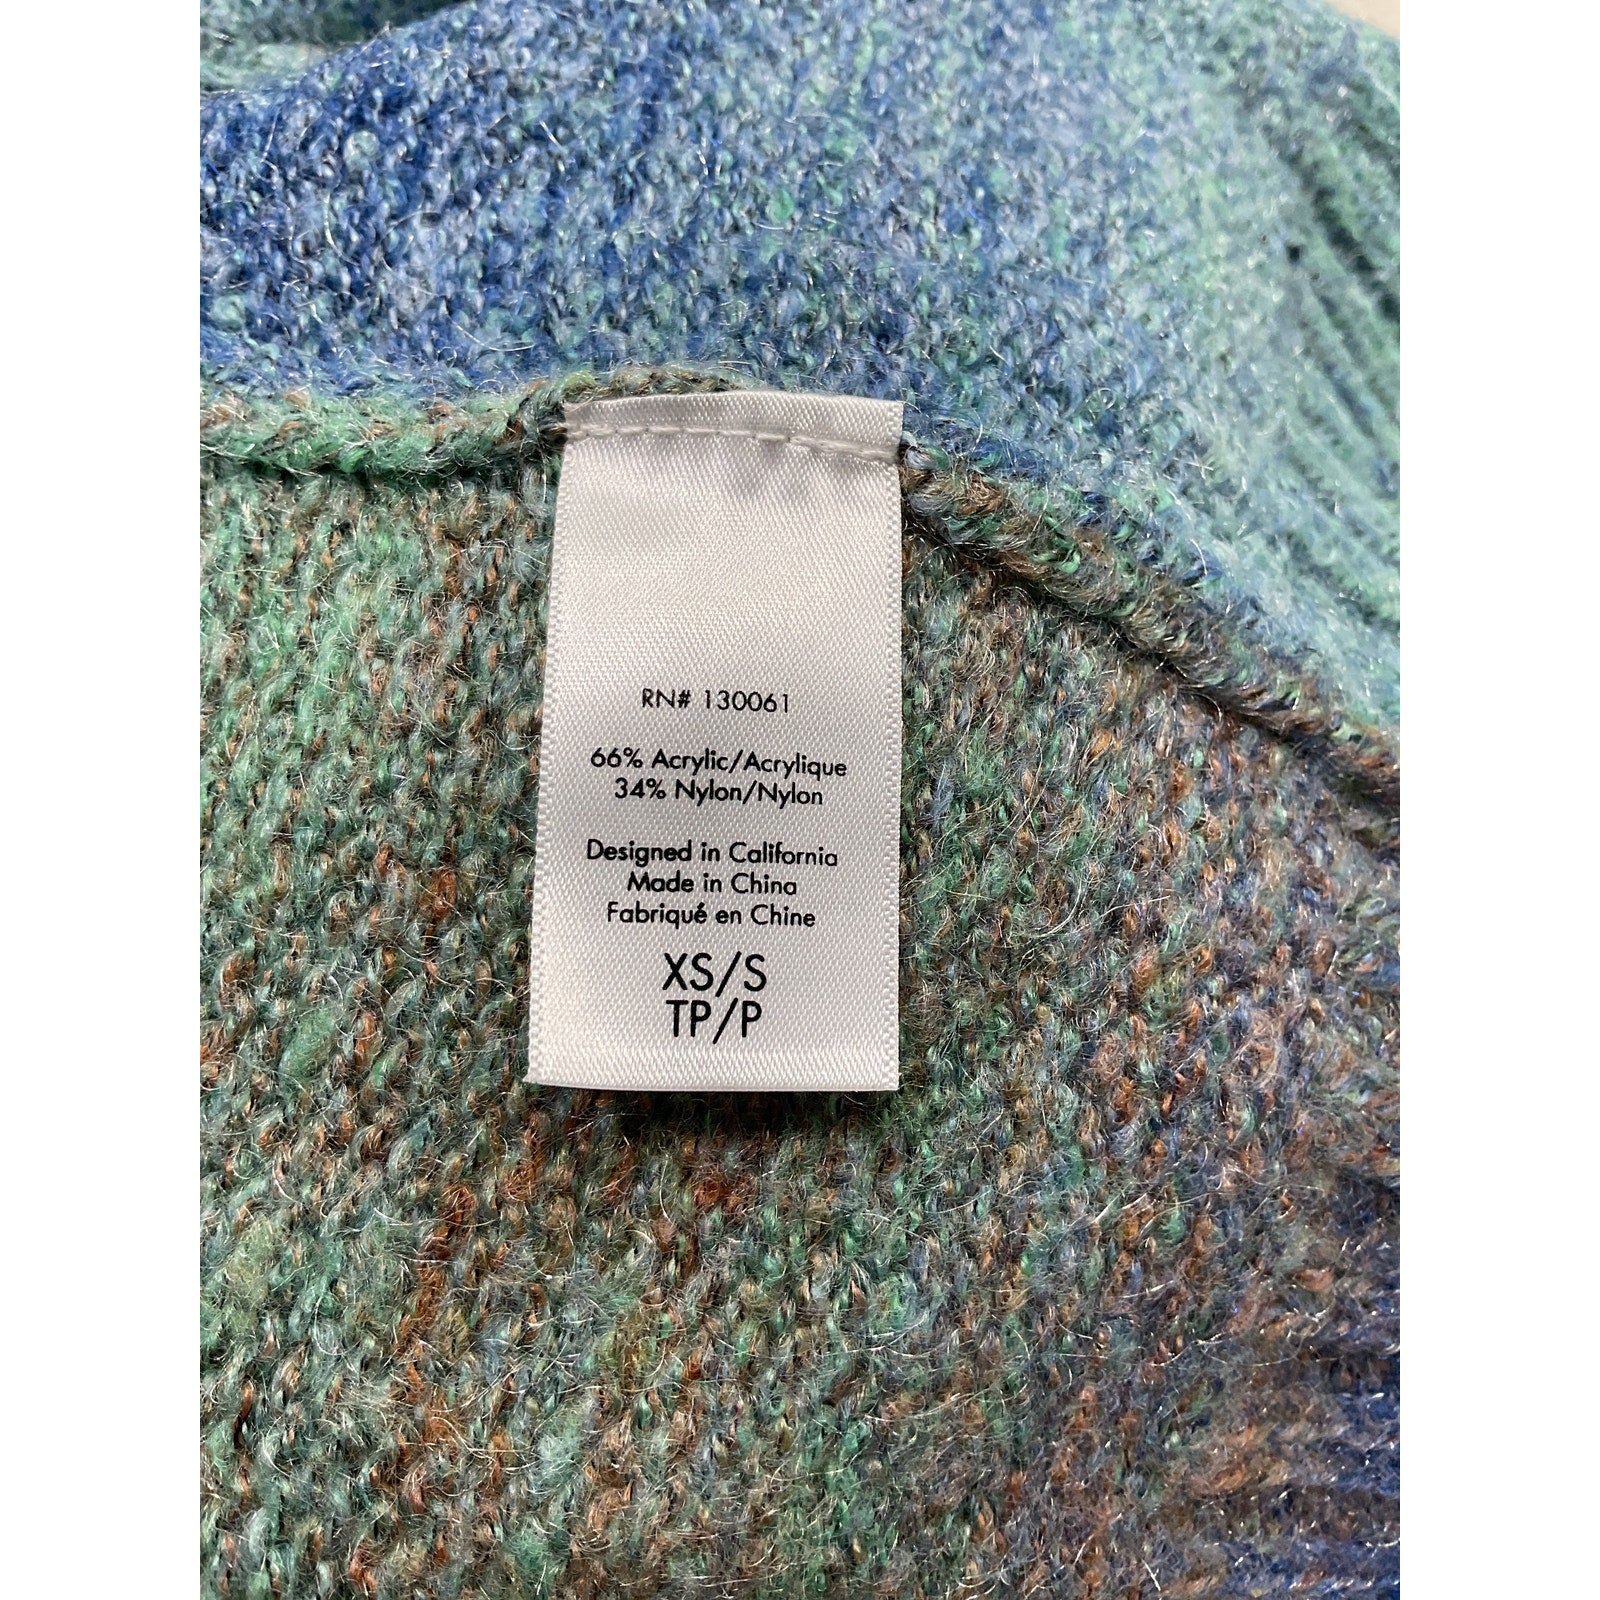 RN# 130061
66% Acrylic/Acrylique
34% Nylon/Nylon
Designed in California
Made in China
Fabriqué en Chine
XS/S
TP/P